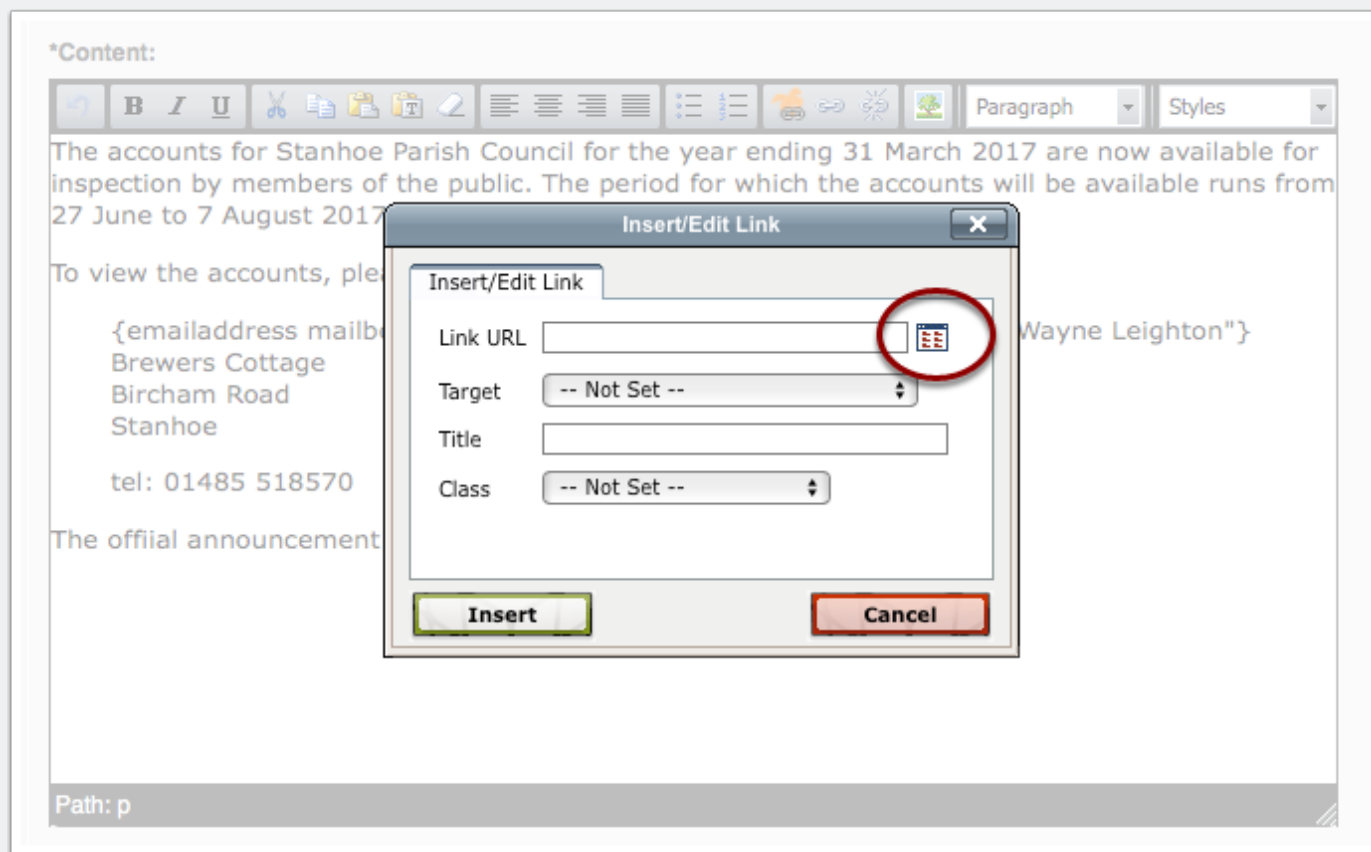 *Content:
B I U Paragraph Styles
The accounts for Stanhoe Parish Council for the year ending 31 March 2017 are now available for
inspection by members of the public. The period for which the accounts will be available runs from
27 June to 7 August 2017
To view the accounts, plea
{emailaddress mailbo Wayne Leighton"}
Brewers Cottage
Bircham Road
Stanhoe
tel: 01485 518570
The offiial announcement
Insert/Edit Link
Insert/Edit Link
Link URL
Target -- Not Set --
Title
Class -- Not Set --
Insert Cancel
Path: p